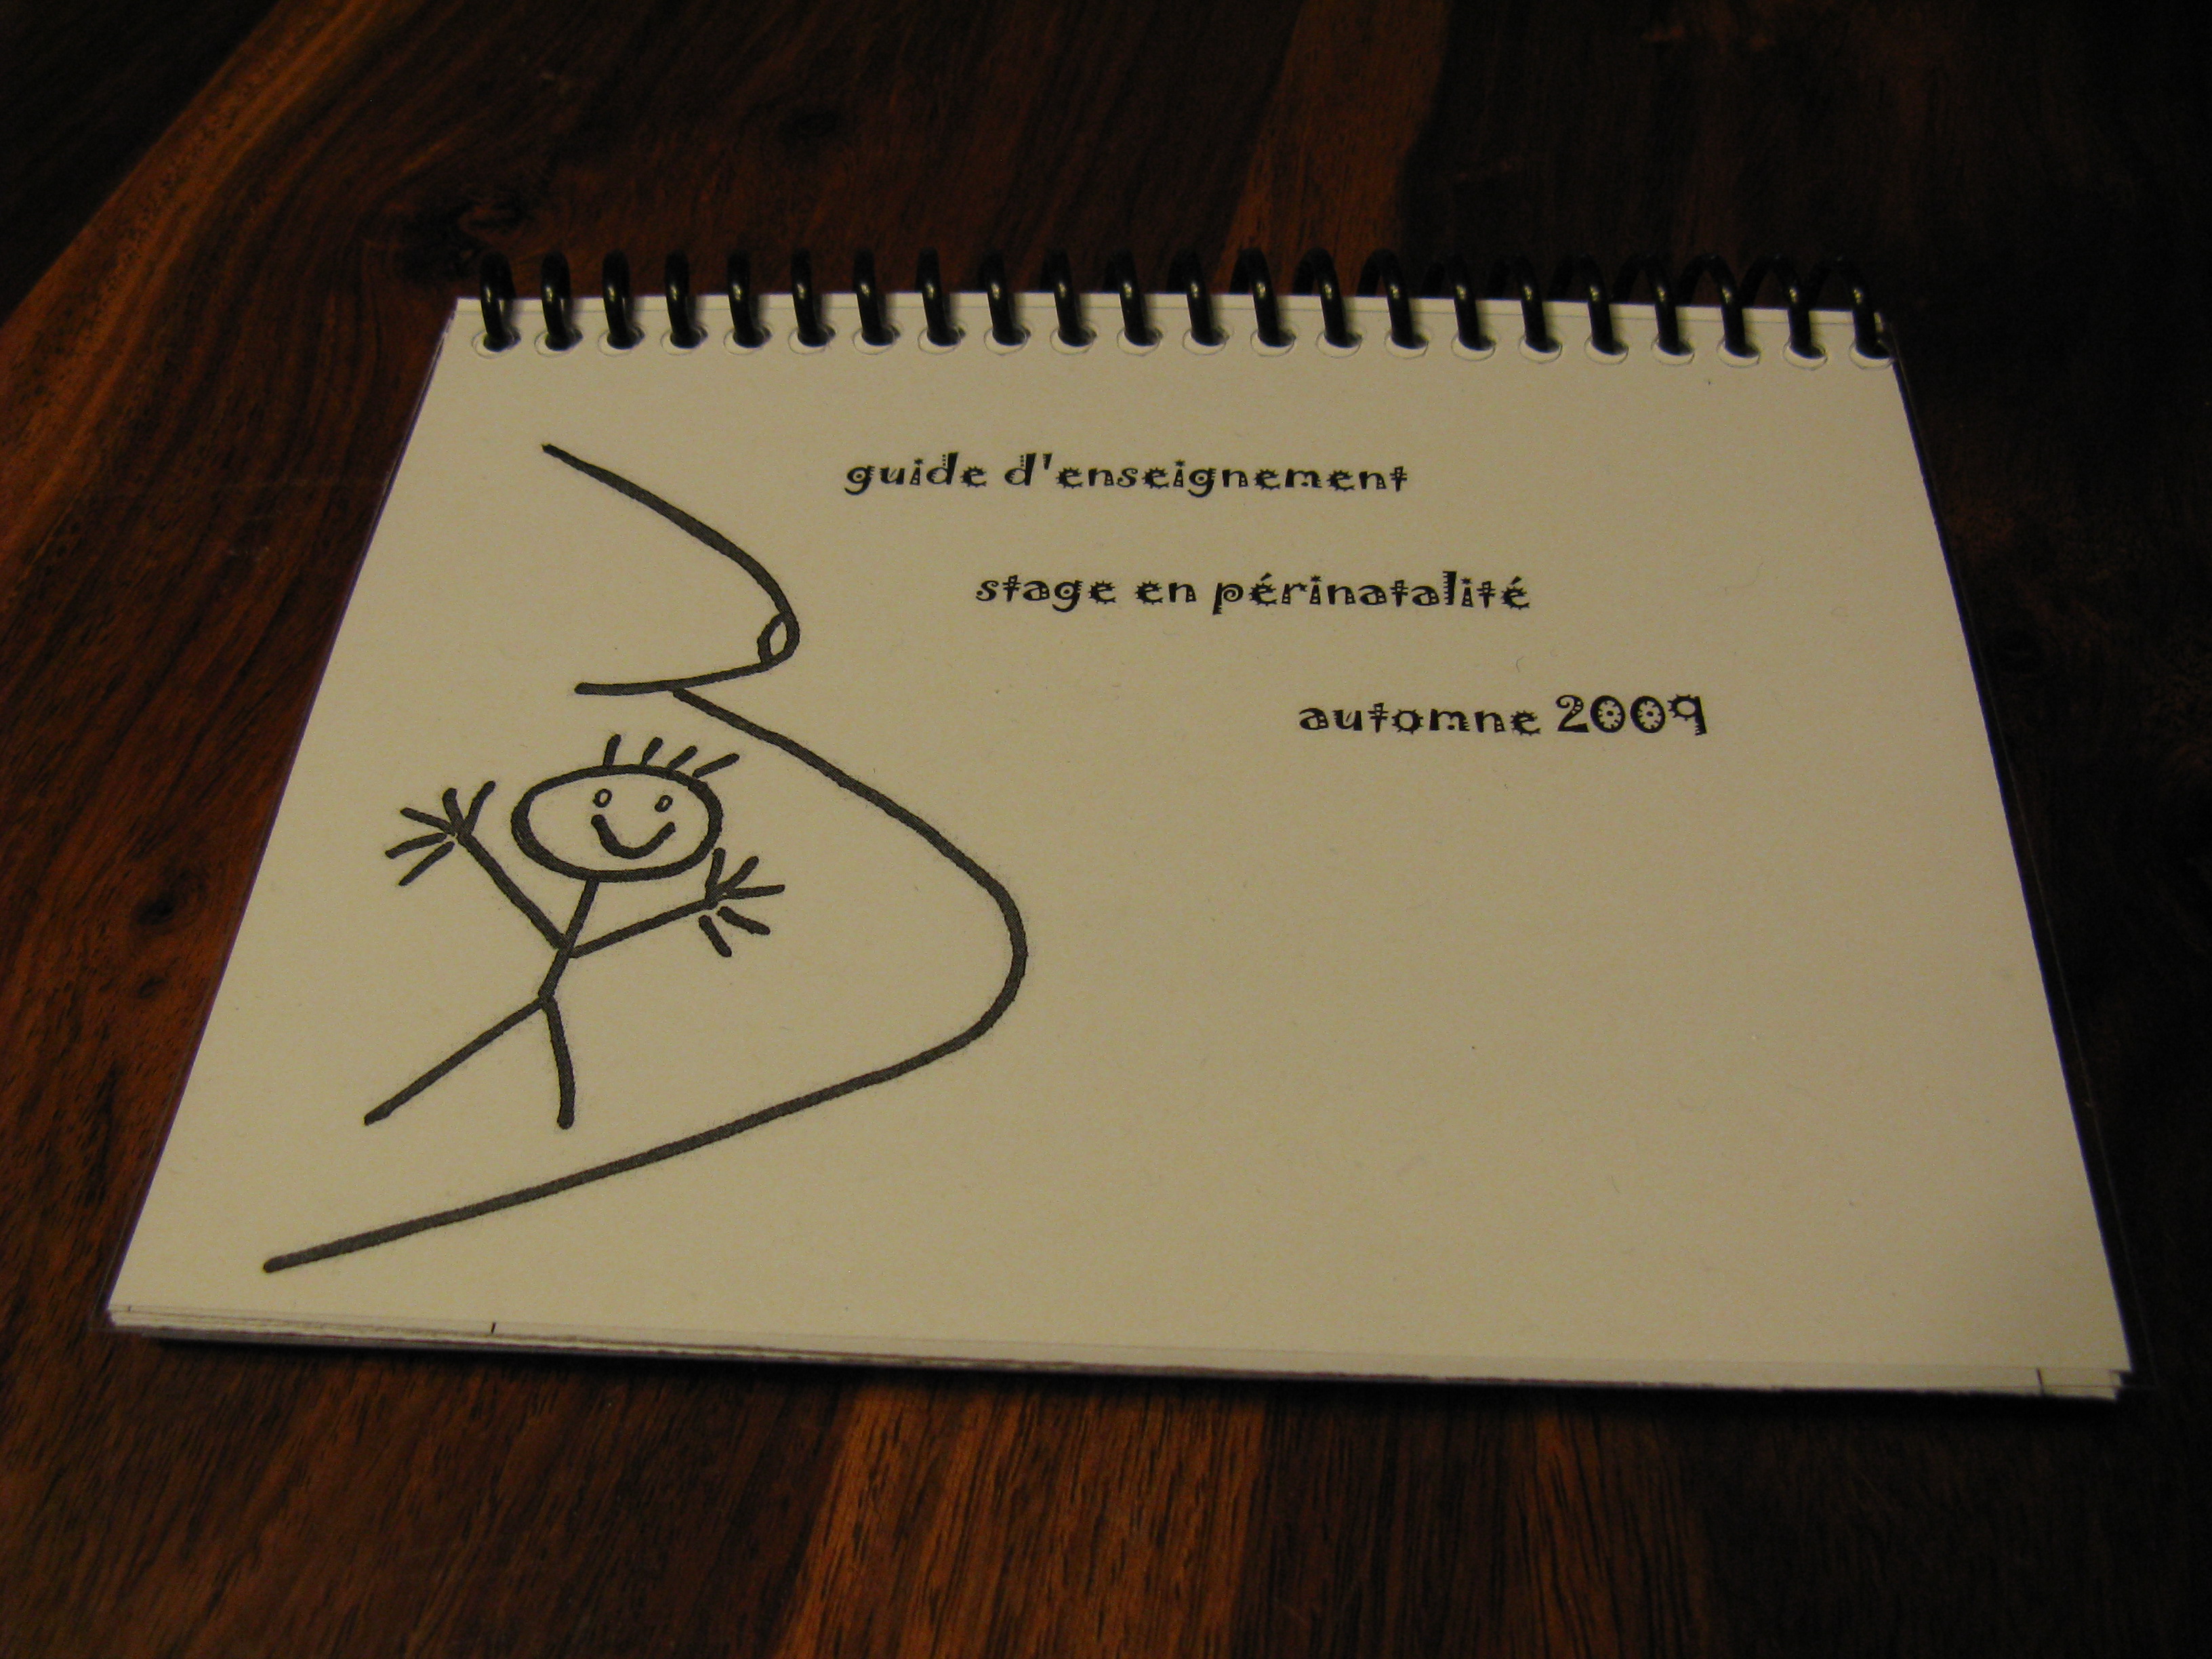 guide d'enseignement
stage en périnatalité
automne 2009